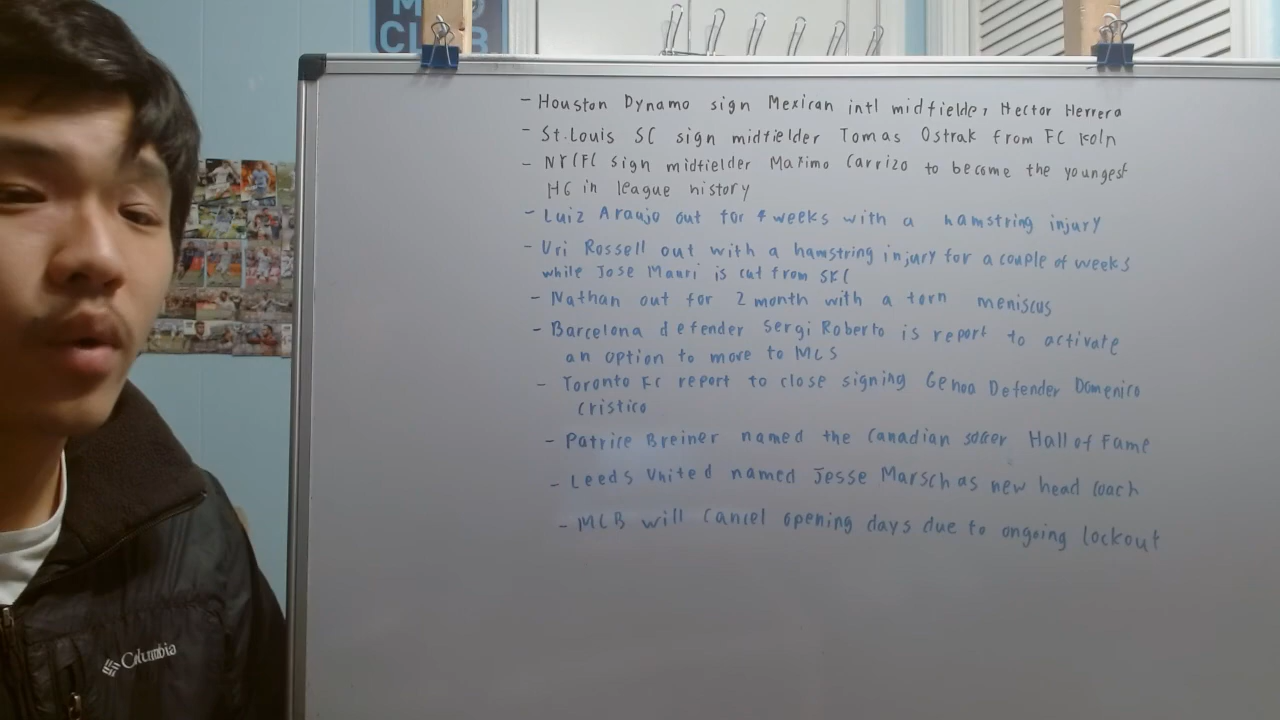 M
CLUB
- Houston Dynamo sign Mexican intl midfielder, Hector Herrera
- St.Louis SC sign midfielder Tomas Ostrak from FC Koln
- NYCFC sign midfielder Maximo Carrizo to become the youngest
HG in league history
- Luiz Araujo out for 4 weeks with a hamstring injury
- Uri Rossell out with a hamstring injury for a couple of weeks
while Jose Mauri is cut from SKC
- Nathan out for 2 month with a torn meniscus
- Barcelona defender Sergi Roberto is report to activate
an option to move to MLS
- Toronto FC report to close signing Genoa Defender Domenico
Cristico
- Patrice Breiner named the Canadian soccer Hall of Fame
- Leeds United named Jesse Marsch as new head coach
- MLB will cancel opening days due to ongoing lockout
Columbia